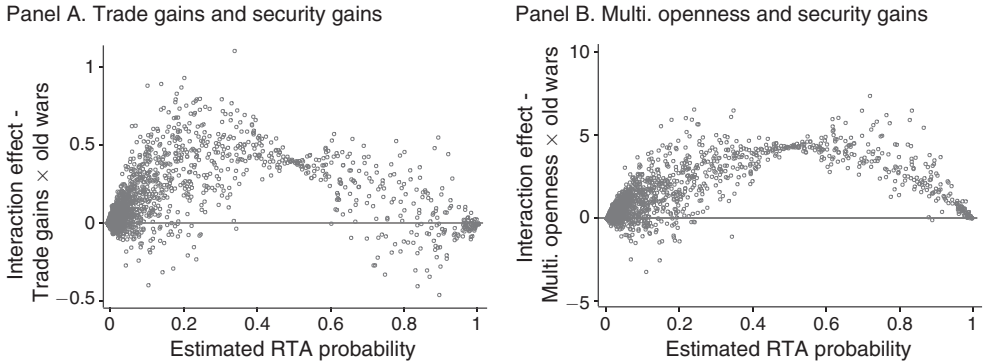 Panel A. Trade gains and security gains
Interaction effect -
Trade gains × old wars
1
0.5
0
−0.5
0 0.2 0.4 0.6 0.8 1
Estimated RTA probability
Panel B. Multi. openness and security gains
Interaction effect -
Multi. openness × old wars
10
5
0
−5
0 0.2 0.4 0.6 0.8 1
Estimated RTA probability